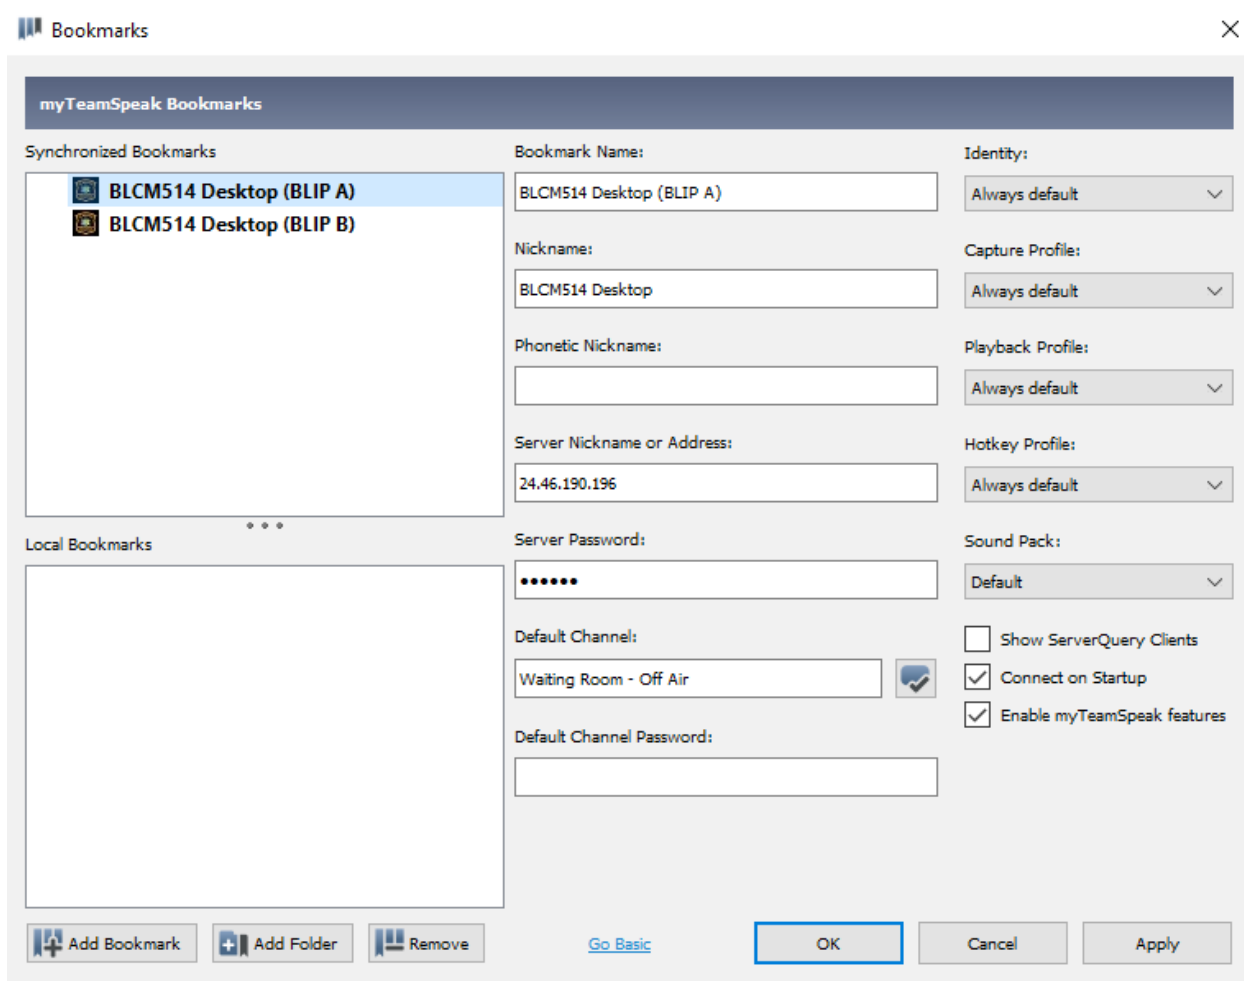 Bookmarks
myTeamSpeak Bookmarks
Synchronized Bookmarks
BLCM514 Desktop (BLIP A)
BLCM514 Desktop (BLIP B)
Local Bookmarks
Bookmark Name:
BLCM514 Desktop (BLIP A)
Nickname:
BLCM514 Desktop
Phonetic Nickname:
Server Nickname or Address:
24.46.190.196
Server Password:
••••••
Default Channel:
Waiting Room - Off Air
Default Channel Password:
Identity:
Always default
Capture Profile:
Always default
Playback Profile:
Always default
Hotkey Profile:
Always default
Sound Pack:
Default
Show ServerQuery Clients
Connect on Startup
Enable myTeamSpeak features
Add Bookmark
Add Folder
Remove
Go Basic
OK
Cancel
Apply